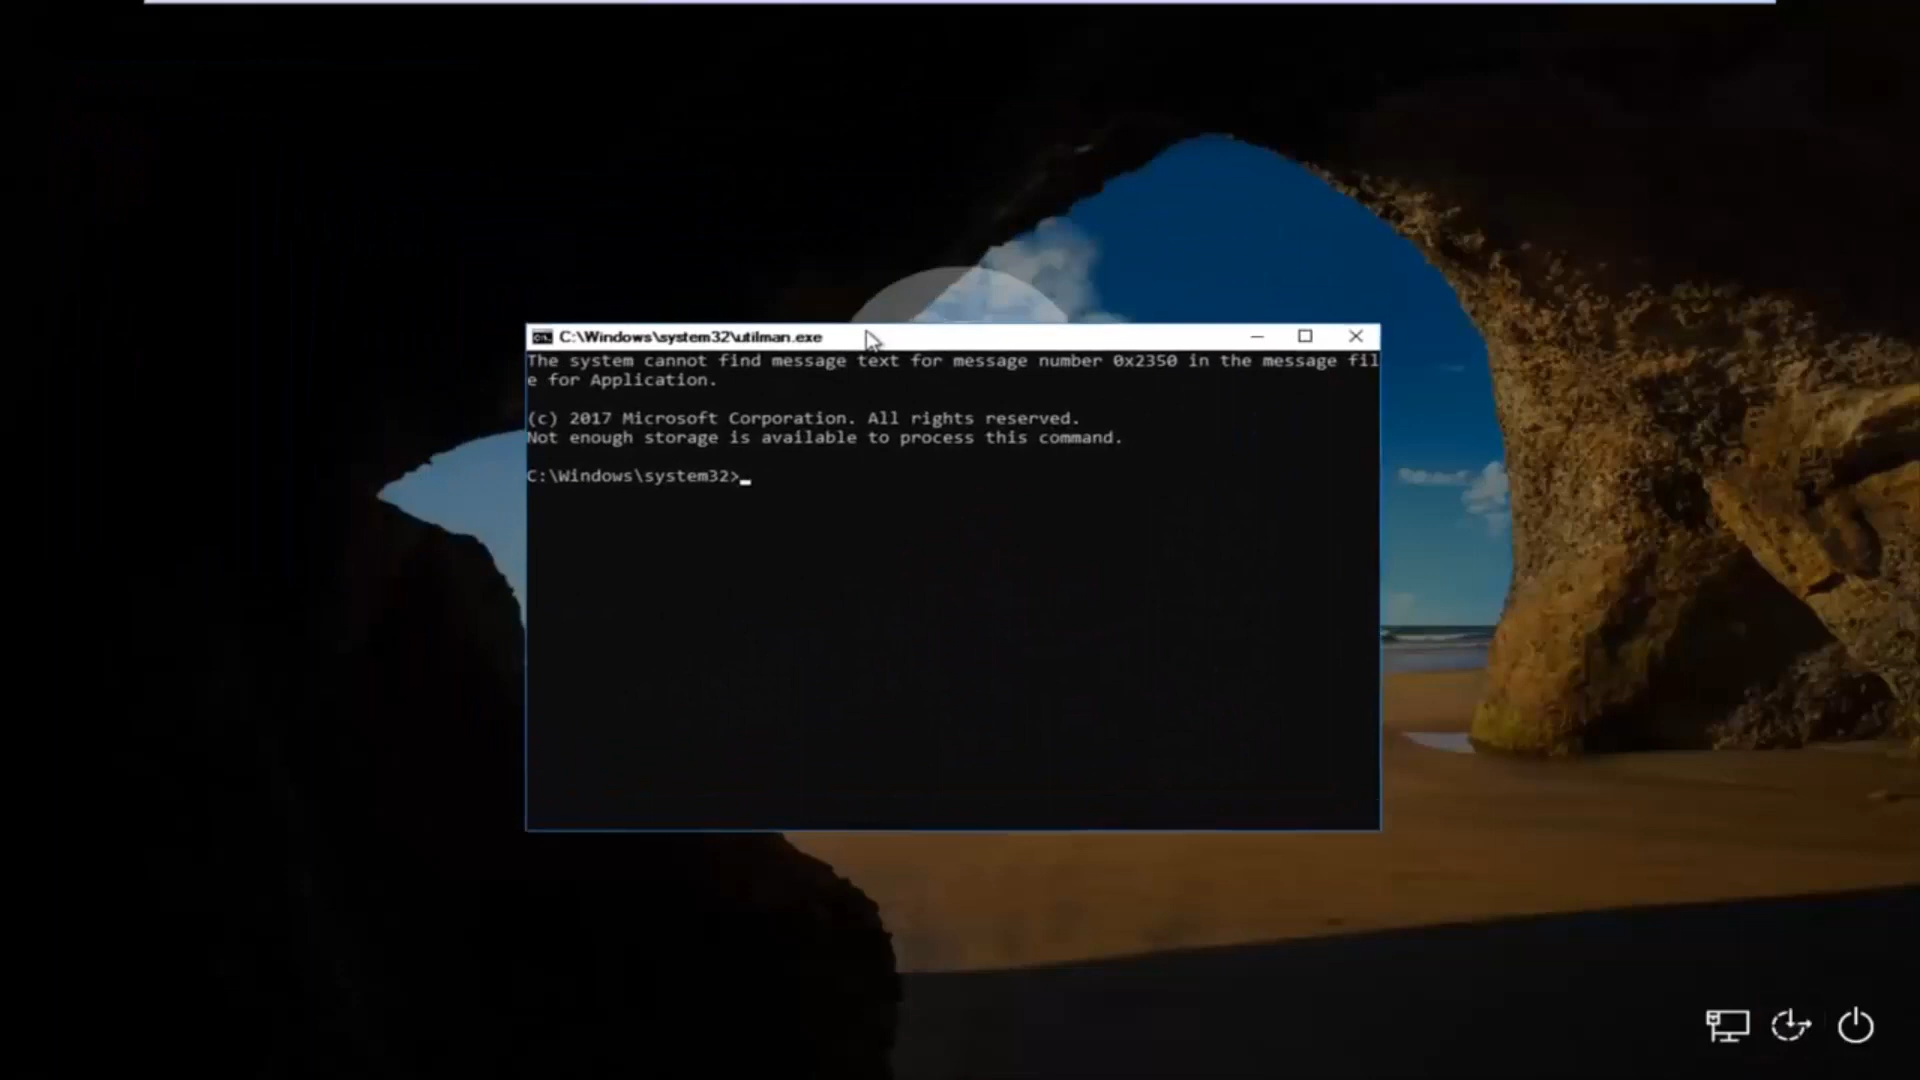 C:\Windows\system32\utilman.exe
The system cannot find message text for message number 0x2350 in the message fil
e for Application.
(c) 2017 Microsoft Corporation. All rights reserved.
Not enough storage is available to process this command.
C:\Windows\system32>